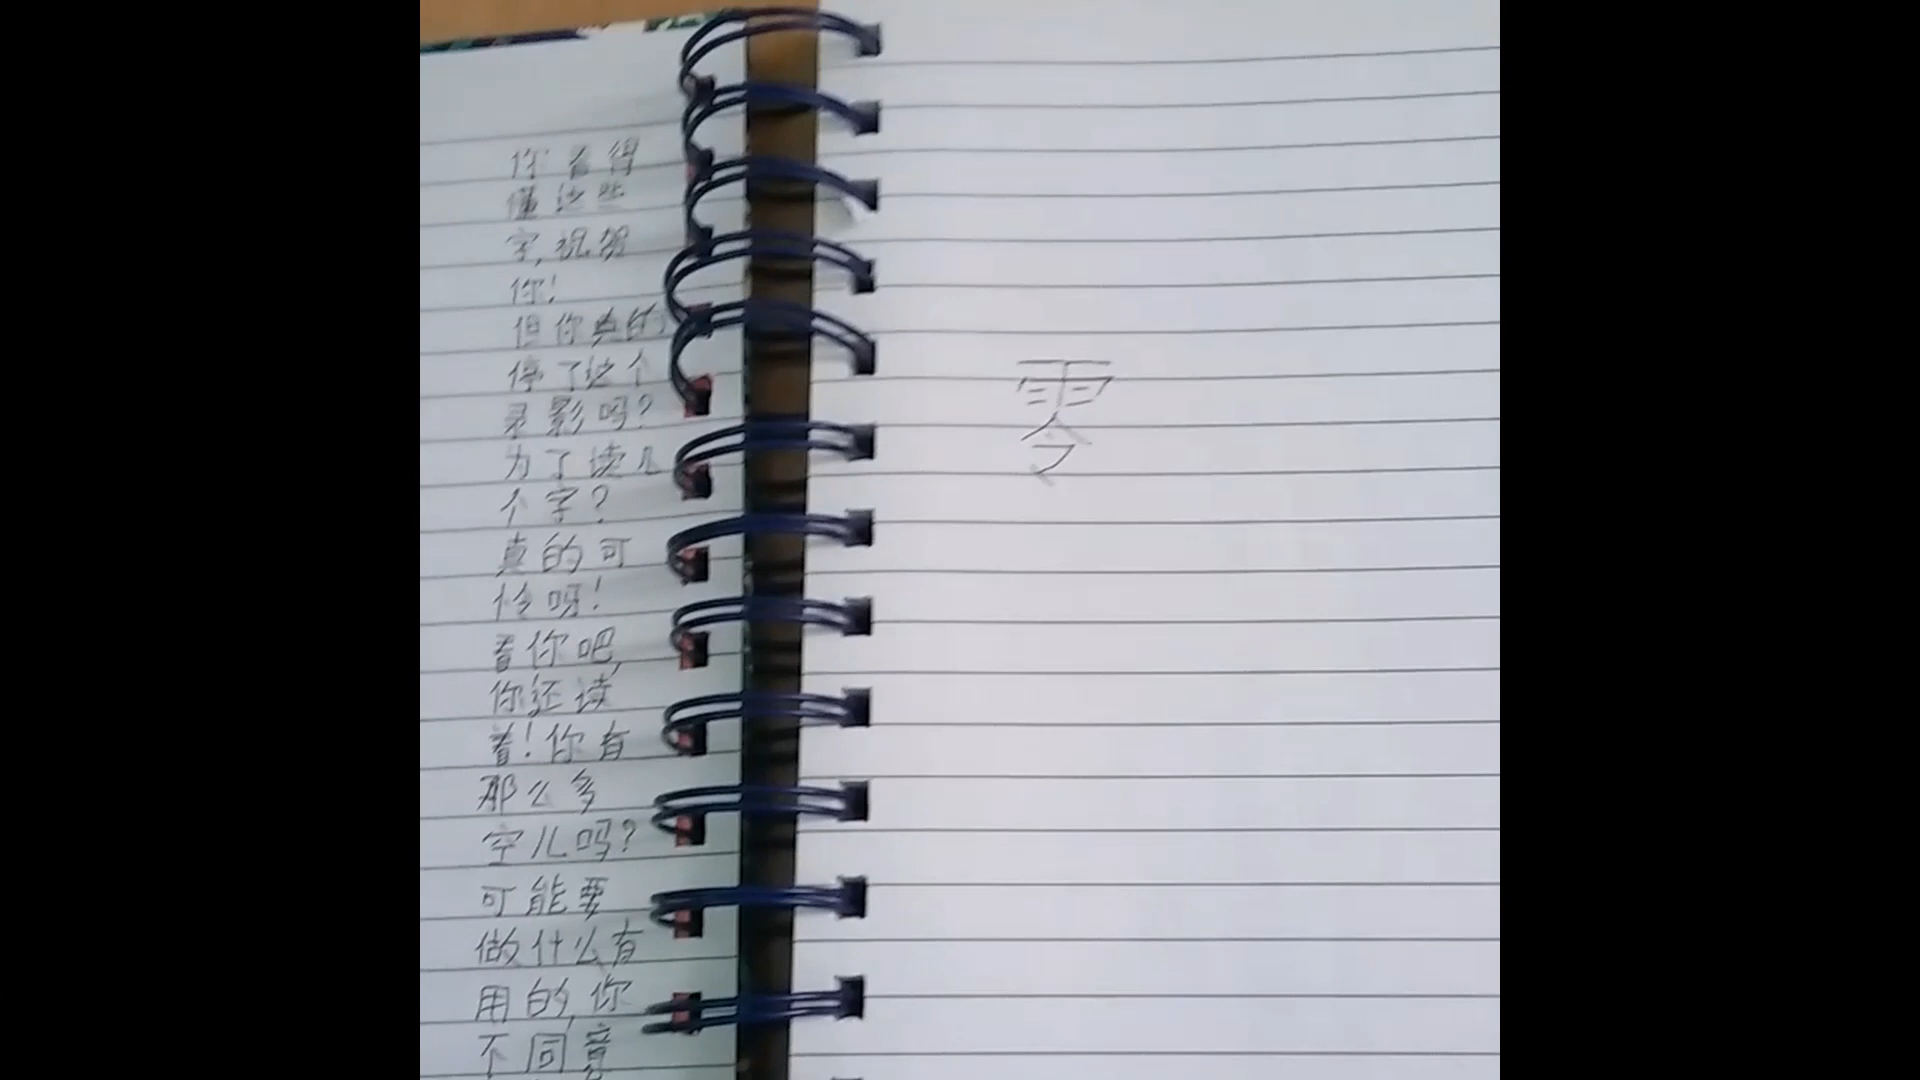 你看得
懂这些
字,祝贺
你!
但你真的
停了这个
录影吗?
为了读几
个字?
真的可
怜呀!
看你吧,
你还读
着!你有
那么多
空儿吗?
可能要
做什么有
用的,你
不同意
零